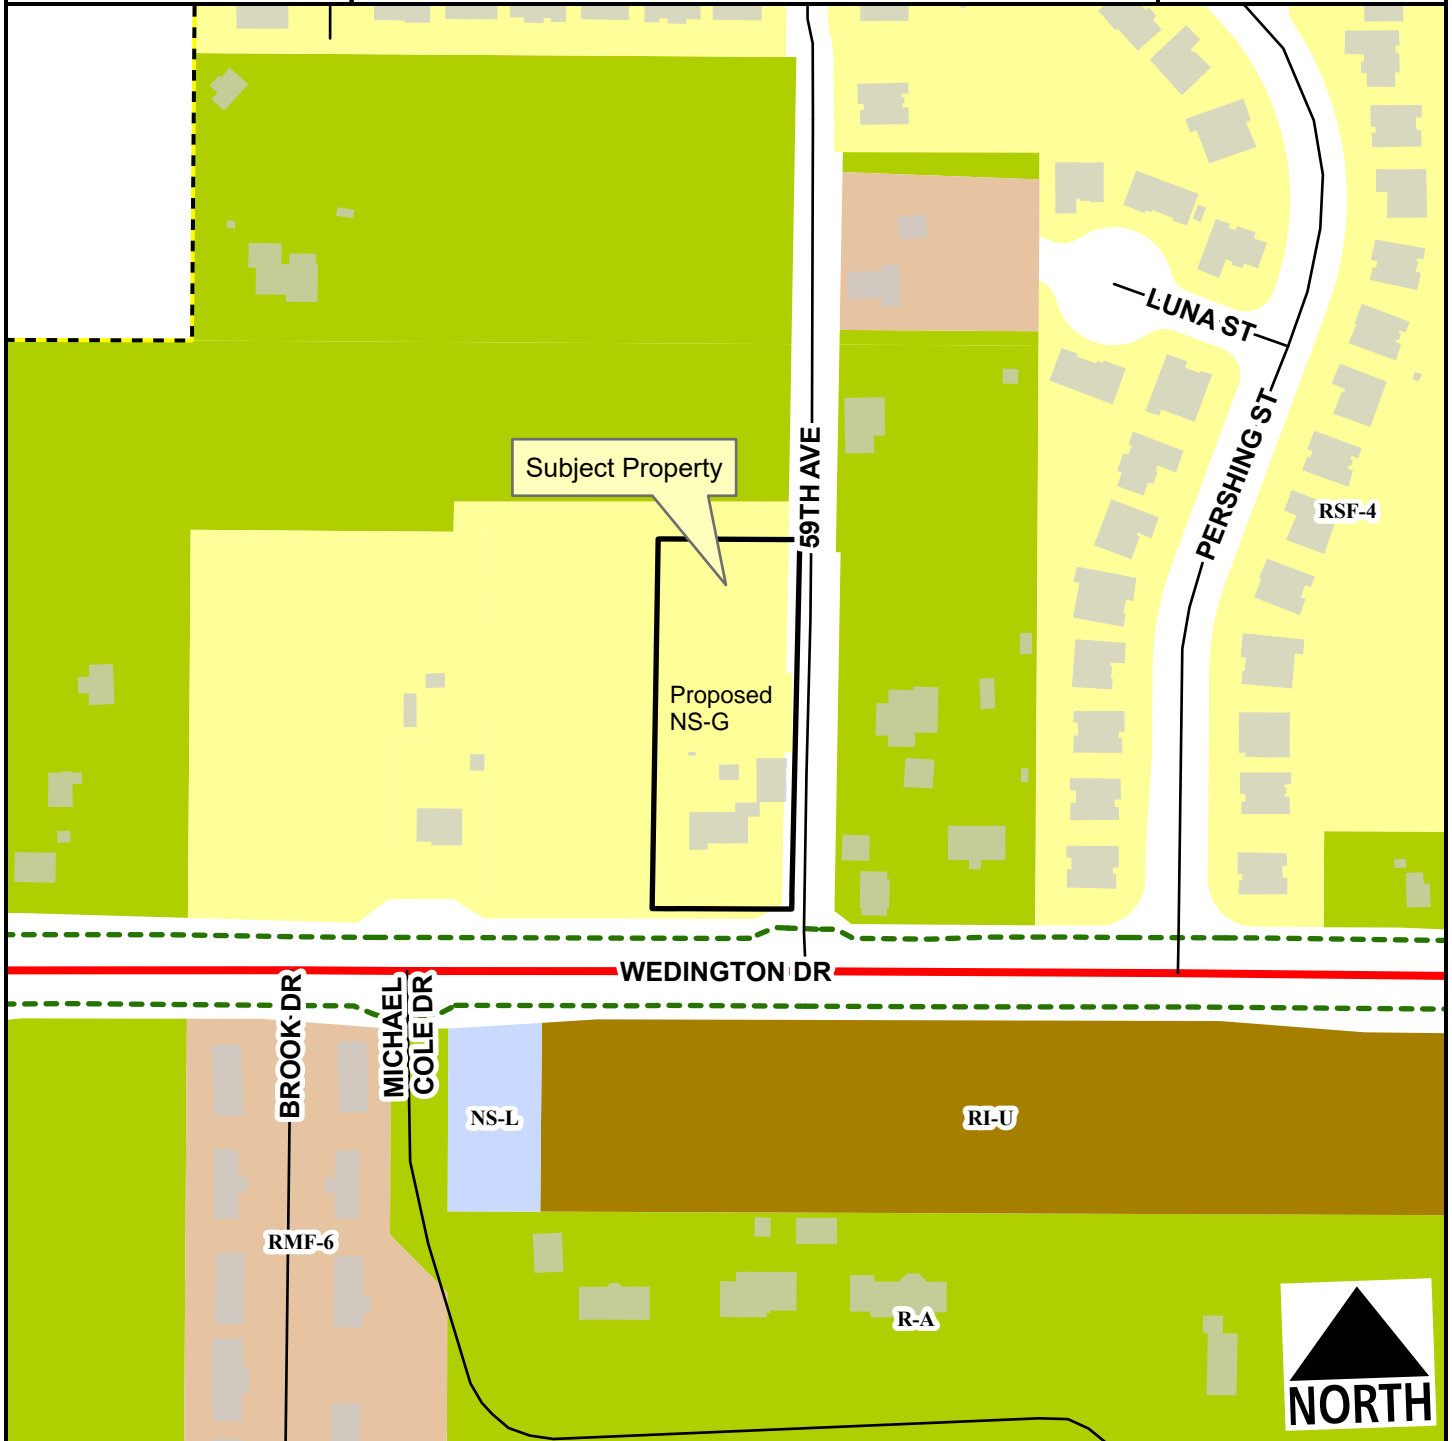 LUNA ST
59TH AVE
Subject Property
PERSHING ST
RSF-4
Proposed
NS-G
WEDINGTON DR
BROOK DR
MICHAEL
COLE DR
NS-L
RI-U
RMF-6
R-A
NORTH